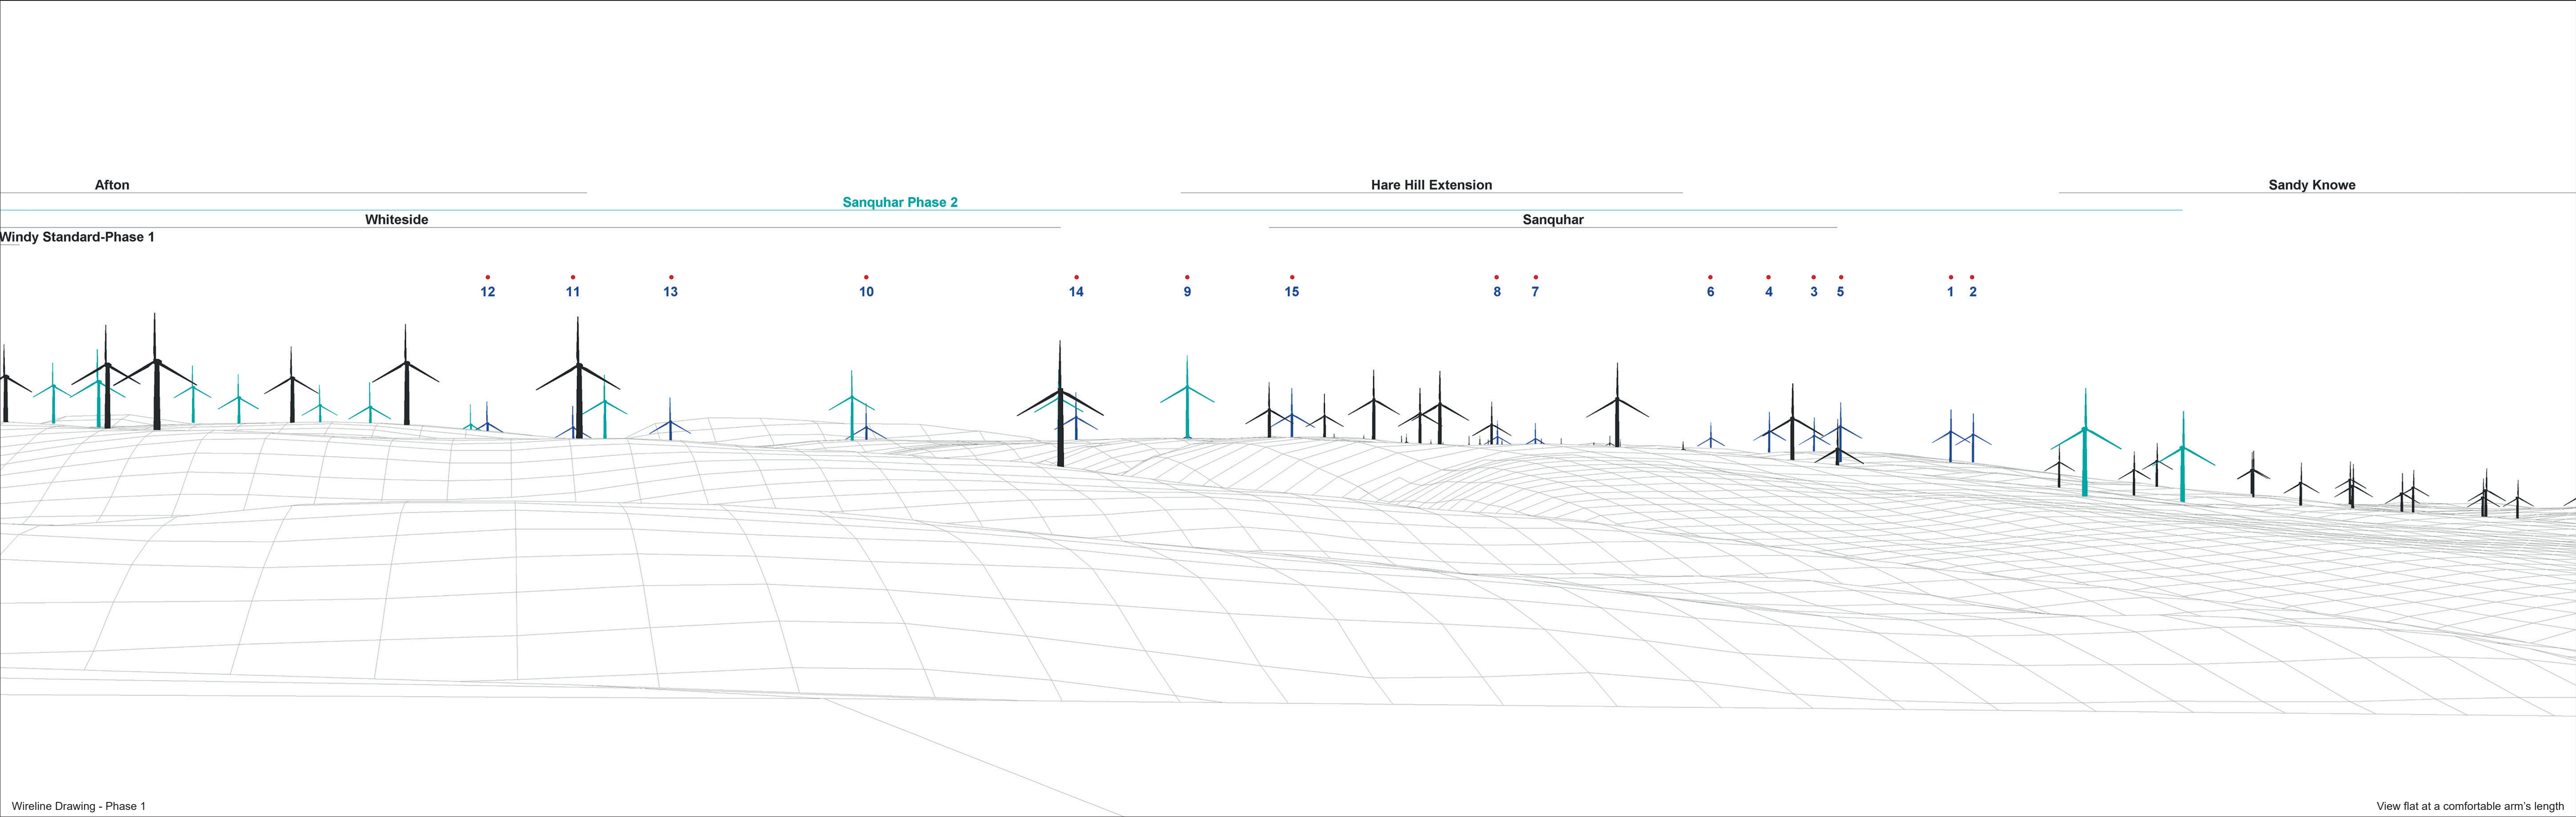 Afton
Hare Hill Extension
Sandy Knowe
Sanquhar Phase 2
Whiteside
Sanquhar
Windy Standard-Phase 1
12 11 13 10 14 9 15 8 7 6 4 3 5 1 2
Wireline Drawing - Phase 1
View flat at a comfortable arm's length